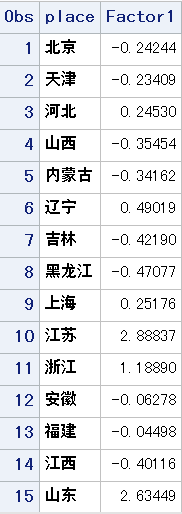 Obs place Factor1
1 北京 -0.24244
2 天津 -0.23409
3 河北 0.24530
4 山西 -0.35454
5 内蒙古 -0.34162
6 辽宁 0.49019
7 吉林 -0.42190
8 黑龙江 -0.47077
9 上海 0.25176
10 江苏 2.88837
11 浙江 1.18890
12 安徽 -0.06278
13 福建 -0.04498
14 江西 -0.40116
15 山东 2.63449